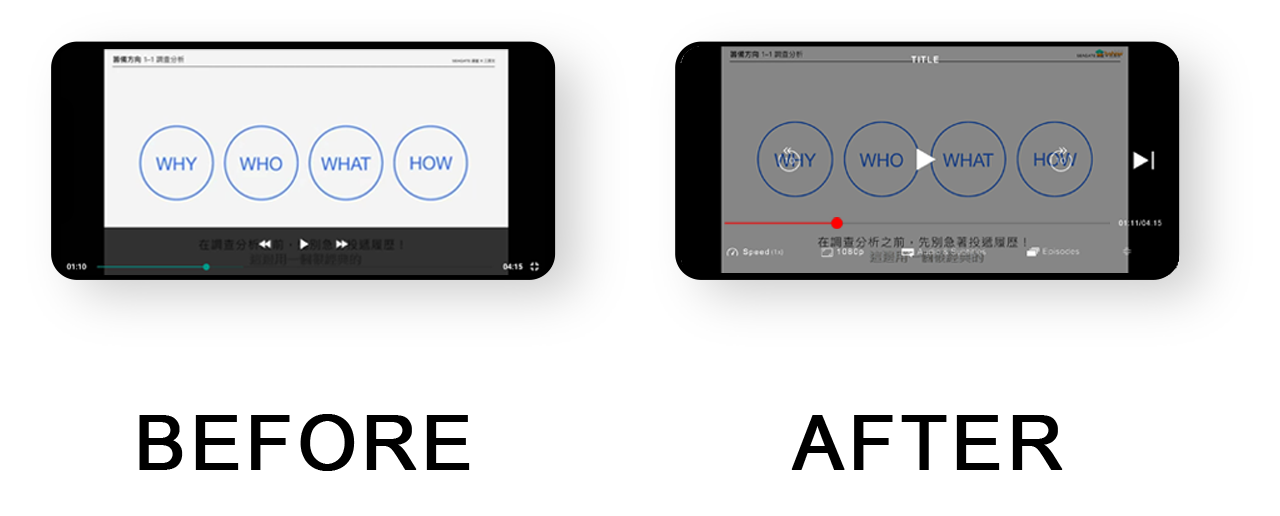 籌備方向 1-1 調查分析
WHY
WHO
WHAT
HOW
在調查分析之前，先別急著投遞履歷！
01:10
04:15
BEFORE
籌備方向 1-1 調查分析
TITLE
WHY
WHO
WHAT
HOW
01:11/04:15
在調查分析之前，先別急著投遞履歷！
Speed(1x)
1080p
Episodes
AFTER